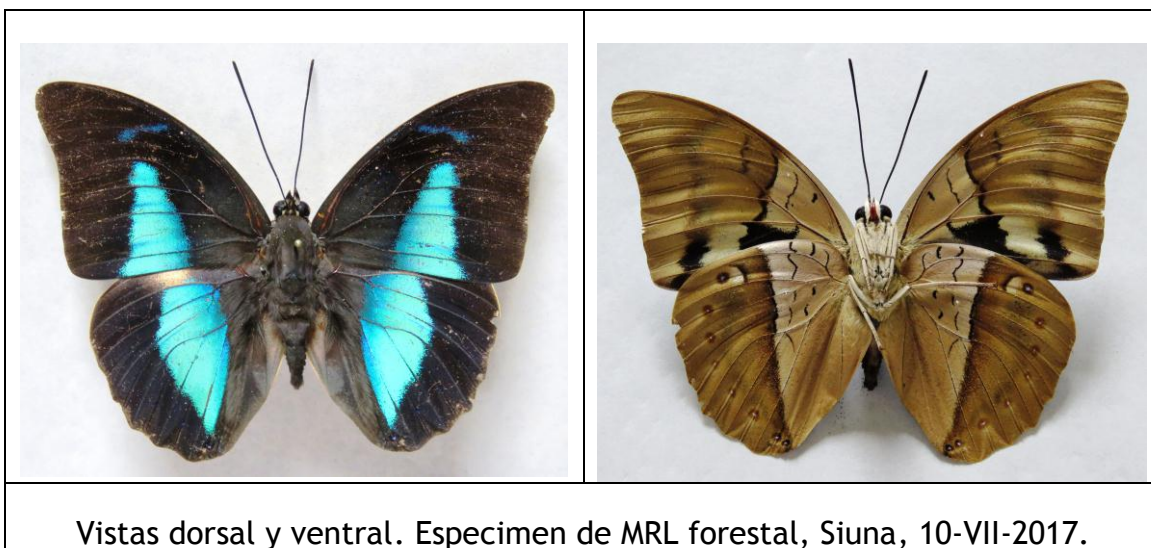 Vistas dorsal y ventral. Especimen de MRL forestal, Siuna, 10-VII-2017.